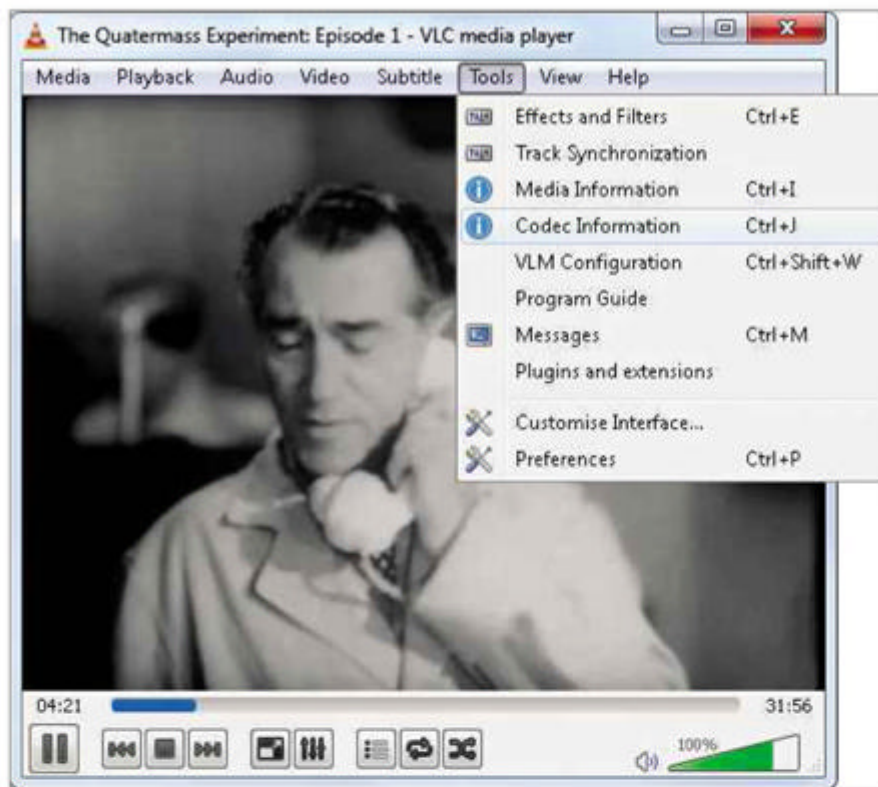 The Quatermass Experiment: Episode 1 - VLC media player
Media Playback Audio Video Subtitle Tools View Help
Effects and Filters Ctrl+E
Track Synchronization
Media Information Ctrl+I
Codec Information Ctrl+J
VLM Configuration Ctrl+Shift+W
Program Guide
Messages Ctrl+M
Plugins and extensions
Customise Interface...
Preferences Ctrl+P
04:21 31:56
100%